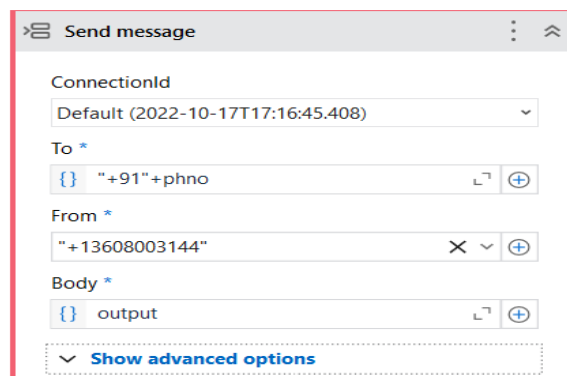 Send message
ConnectionId
Default (2022-10-17T17:16:45.408)
To *
{} "+91"+phno
From *
"+13608003144"
Body *
{} output
Show advanced options